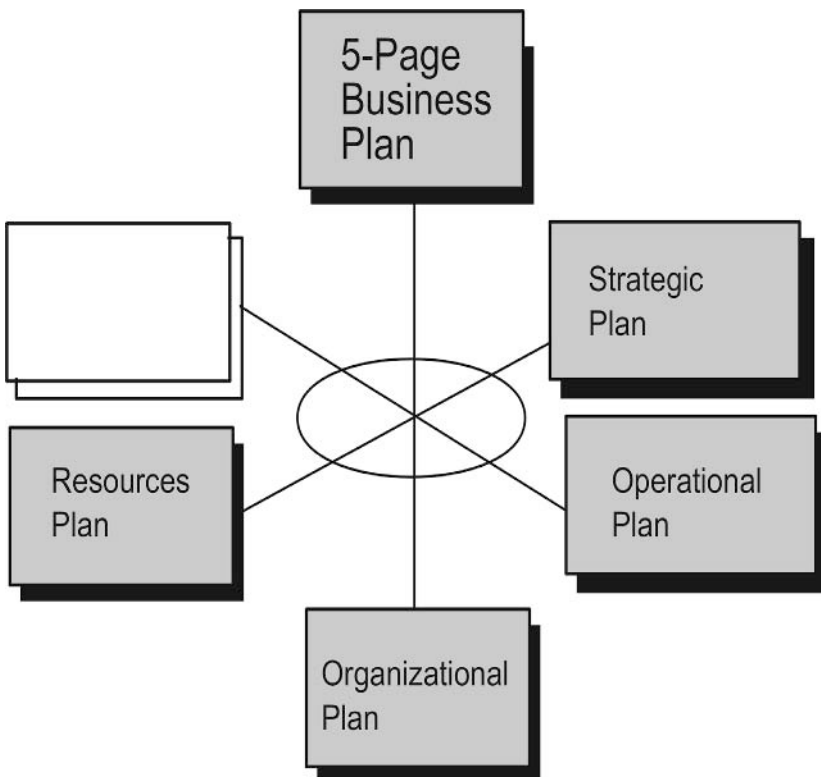 5-Page
Business
Plan
Strategic
Plan
Resources
Plan
Operational
Plan
Organizational
Plan